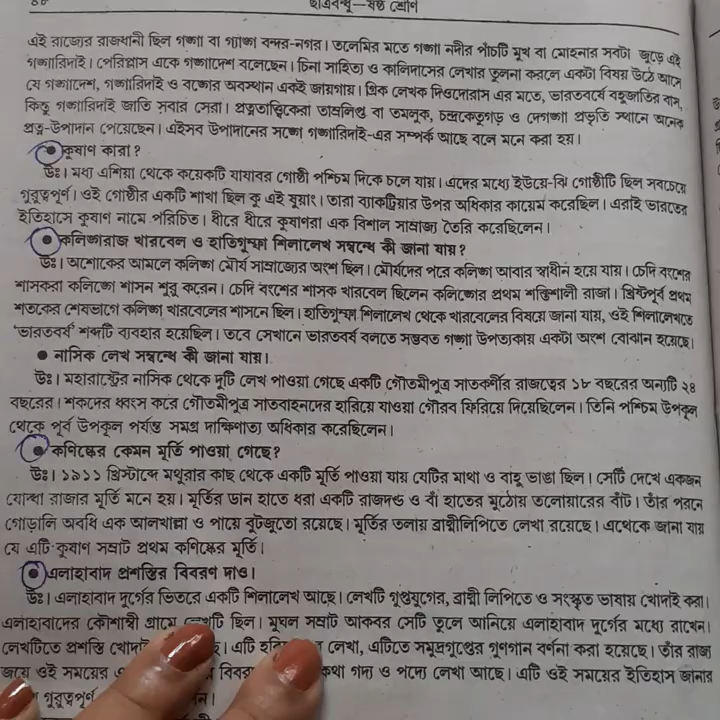 ছাত্রবন্ধু—ষষ্ঠ শ্রেণি
এই রাজ্যের রাজধানী ছিল গঙ্গা বা গ্যাঙ্গ বন্দর-নগর। তলেমির মতে গঙ্গা নদীর পাঁচটি মুখ বা মোহনার সবটা জুড়ে এই
গঙ্গারিদাই। পেরিপ্লাস একে গঙ্গাদেশ বলেছেন। চিনা সাহিত্য ও কালিদাসের লেখার তুলনা করলে একটা বিষয় উঠে আসে
যে গঙ্গাদেশ, গঙ্গারিদাই ও বঙ্গের অবস্থান একই জায়গায়। গ্রিক লেখক দিওদোরাস এর মতে, ভারতবর্ষে বহুজাতির বাস,
কিন্তু গঙ্গারিদাই জাতি সবার সেরা। প্রত্নতাত্ত্বিকেরা তাম্রলিপ্ত বা তমলুক, চন্দ্রকেতুগড় ও দেগঙ্গা প্রভৃতি স্থানে অনেক
প্রত্ন-উপাদান পেয়েছেন। এইসব উপাদানের সঙ্গে গঙ্গারিদাই-এর সম্পর্ক আছে বলে মনে করা হয়।
● কুষাণ কারা?
উঃ। মধ্য এশিয়া থেকে কয়েকটি যাযাবর গোষ্ঠী পশ্চিম দিকে চলে যায়। এদের মধ্যে ইউয়ে-ঝি গোষ্ঠীটি ছিল সবচেয়ে
গুরুত্বপূর্ণ। ওই গোষ্ঠীর একটি শাখা ছিল কু এই যুয়াং। তারা ব্যাকট্রিয়ার উপর অধিকার কায়েম করেছিল। এরাই ভারতের
ইতিহাসে কুষাণ নামে পরিচিত। ধীরে ধীরে কুষাণরা এক বিশাল সাম্রাজ্য তৈরি করেছিলেন।
● কলিঙ্গরাজ খারবেল ও হাতিগুম্ফা শিলালেখ সম্বন্ধে কী জানা যায়?
উঃ। অশোকের আমলে কলিঙ্গ মৌর্য সাম্রাজ্যের অংশ ছিল। মৌর্যদের পরে কলিঙ্গ আবার স্বাধীন হয়ে যায়। চেদি বংশের
শাসকরা কলিঙ্গে শাসন শুরু করেন। চেদি বংশের শাসক খারবেল ছিলেন কলিঙ্গের প্রথম শক্তিশালী রাজা। খ্রিস্টপূর্ব প্রথম
শতকের শেষভাগে কলিঙ্গ খারবেলের শাসনে ছিল। হাতিগুম্ফা শিলালেখ থেকে খারবেলের বিষয়ে জানা যায়, ওই শিলালেখতে
'ভারতবর্ষ' শব্দটি ব্যবহার হয়েছিল। তবে সেখানে ভারতবর্ষ বলতে সম্ভবত গঙ্গা উপত্যকায় একটা অংশ বোঝান হয়েছে।
● নাসিক লেখ সম্বন্ধে কী জানা যায়।
উঃ। মহারাস্ট্রের নাসিক থেকে দুটি লেখ পাওয়া গেছে একটি গৌতমীপুত্র সাতকর্ণীর রাজত্বের ১৮ বছরের অন্যটি ২৪
বছরের। শকদের ধ্বংস করে গৌতমীপুত্র সাতবাহনদের হারিয়ে যাওয়া গৌরব ফিরিয়ে দিয়েছিলেন। তিনি পশ্চিম উপকূল
থেকে পূর্ব উপকূল পর্যন্ত সমগ্র দাক্ষিণাত্য অধিকার করেছিলেন।
● কণিষ্কের কেমন মূর্তি পাওয়া গেছে?
উঃ। ১৯১১ খ্রিস্টাব্দে মথুরার কাছ থেকে একটি মূর্তি পাওয়া যায় যেটির মাথা ও বাহু ভাঙা ছিল। সেটি দেখে একজন
যোদ্ধা রাজার মূর্তি মনে হয়। মূর্তির ডান হাতে ধরা একটি রাজদণ্ড ও বাঁ হাতের মুঠোয় তলোয়ারের বাঁট। তাঁর পরনে
গোড়ালি অবধি এক আলখাল্লা ও পায়ে বুটজুতো রয়েছে। মূর্তির তলায় ব্রাহ্মীলিপিতে লেখা রয়েছে। এথেকে জানা যায়
যে এটি কুষাণ সম্রাট প্রথম কণিষ্কের মূর্তি।
● এলাহাবাদ প্রশস্তির বিবরণ দাও।
উঃ। এলাহাবাদ দুর্গের ভিতরে একটি শিলালেখ আছে। লেখটি গুপ্তযুগের, ব্রাহ্মী লিপিতে ও সংস্কৃত ভাষায় খোদাই করা।
এলাহাবাদের কৌশাম্বী গ্রামে লেখটি ছিল। মুঘল সম্রাট আকবর সেটি তুলে আনিয়ে এলাহাবাদ দুর্গের মধ্যে রাখেন।
লেখটিতে প্রশস্তি খোদাই এটি লেখা, এটিতে সমুদ্রগুপ্তের গুণগান বর্ণনা করা হয়েছে। তাঁর রাজ্য
জয়ে ওই সময়ের বিবর কথা গদ্য ও পদ্যে লেখা আছে। এটি ওই সময়ের ইতিহাস জানার
গুরুত্বপূর্ণ